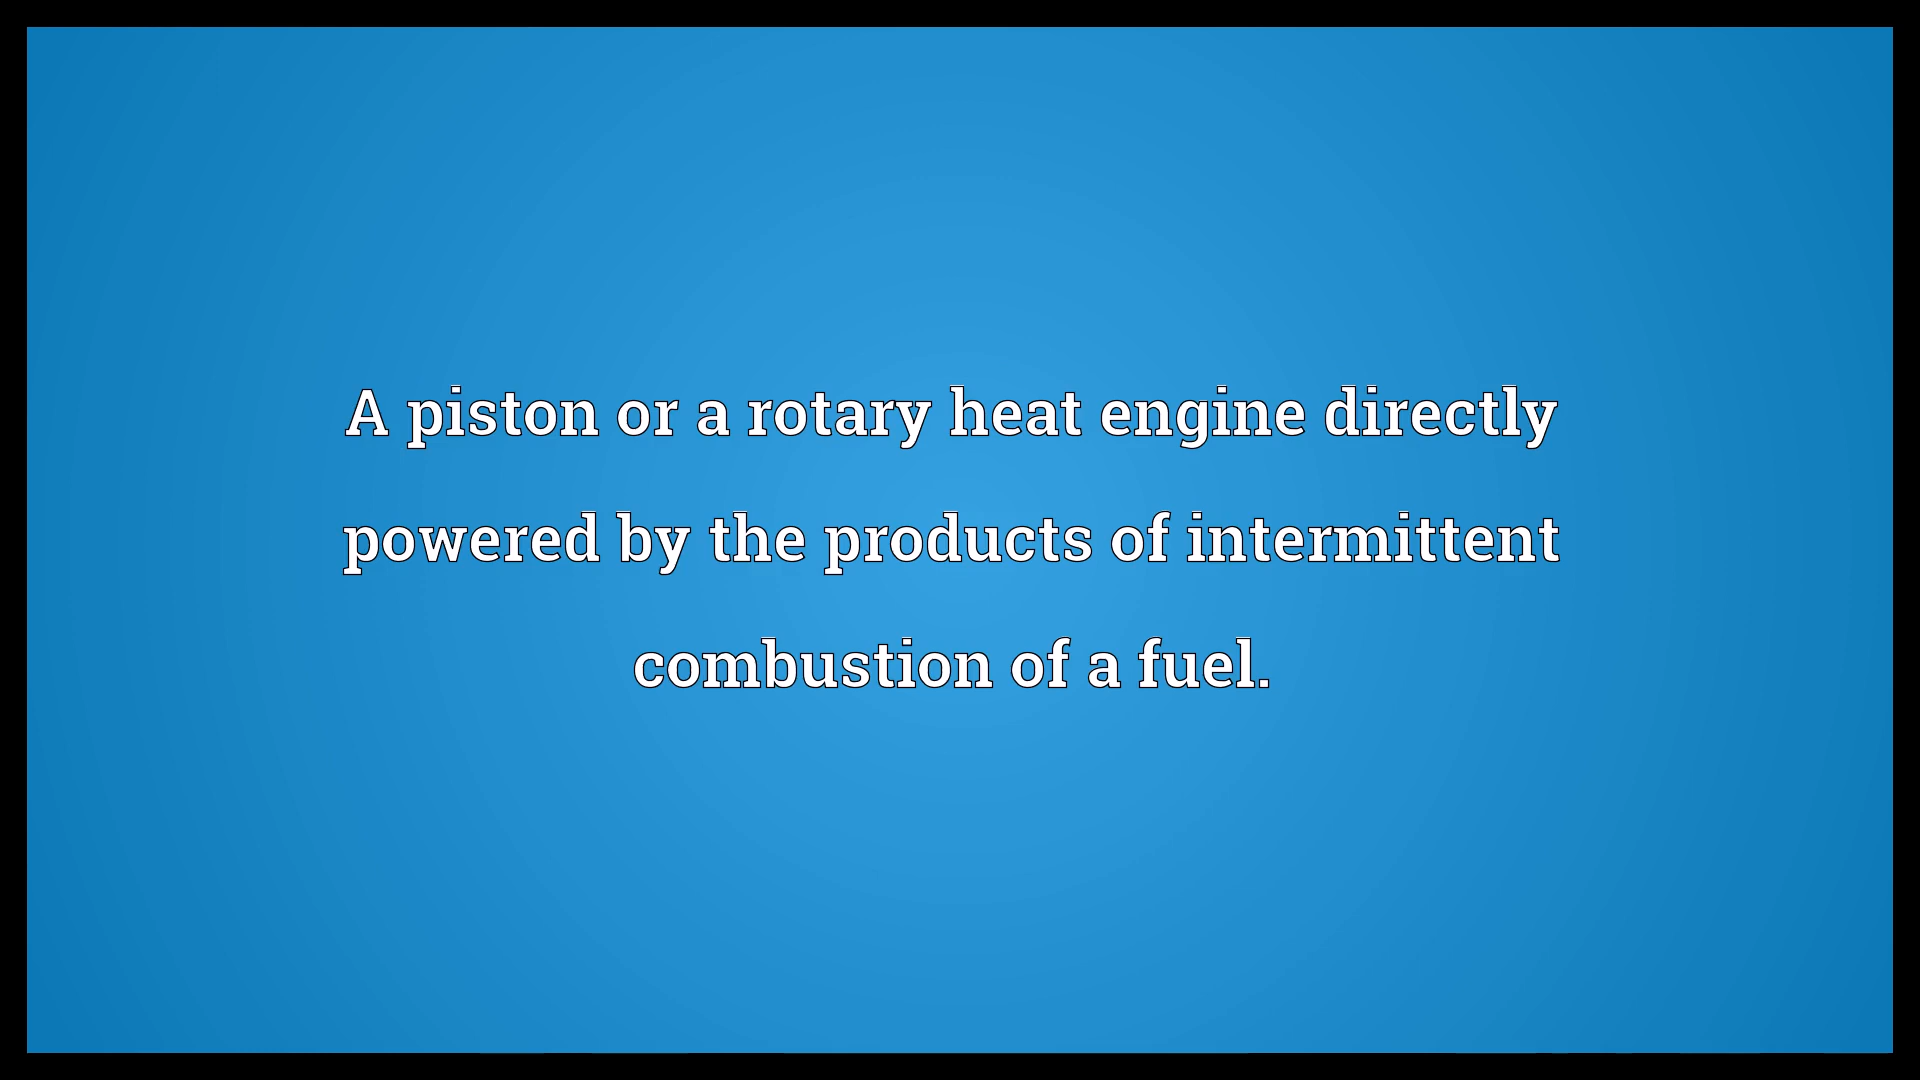 A piston or a rotary heat engine directly
powered by the products of intermittent
combustion of a fuel.